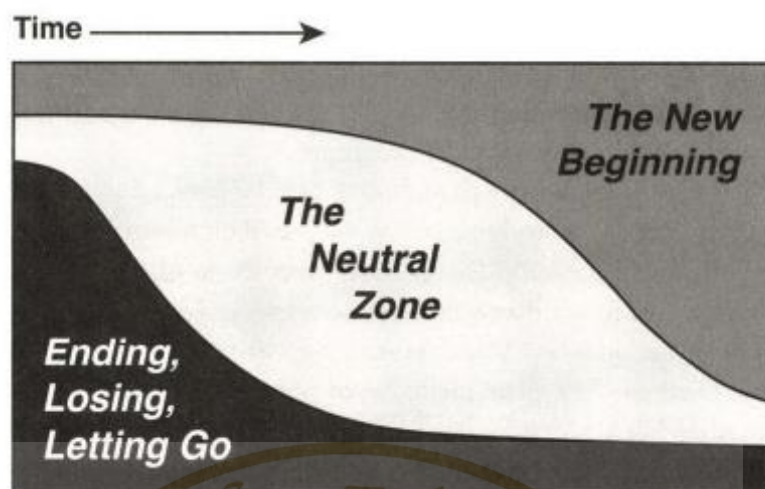 Time
The New
Beginning
The
Neutral
Zone
Ending,
Losing,
Letting Go